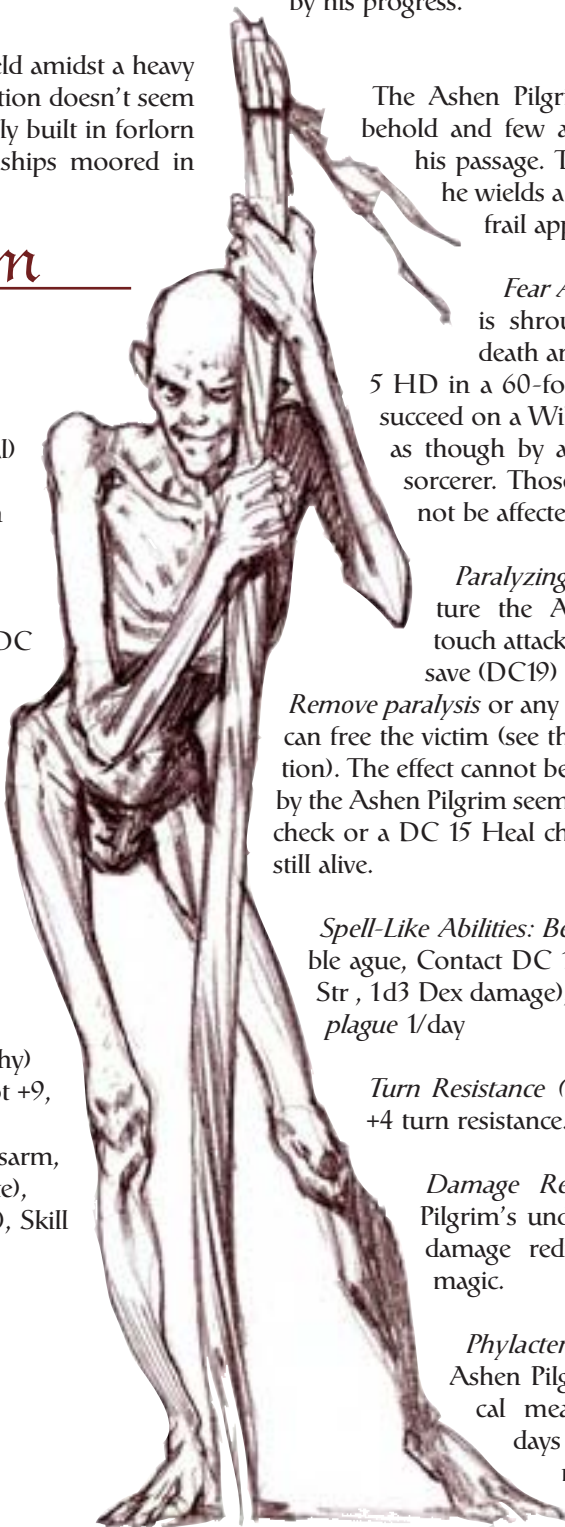 eld amidst a heavy
tion doesn't seem
ly built in forlorn
ships moored in
m
l)
n
DC
hy)
t +9,
sarm,
e),
), Skill
by his progress.
The Ashen Pilgri
behold and few a
his passage. T
he wields a
frail app
Fear A
is shrou
death an
5 HD in a 60-fo
succeed on a Wi
as though by a
sorcerer. Those
not be affecte
Paralyzing
ture the A
touch attack
save (DC19)
Remove paralysis or any
can free the victim (see th
tion). The effect cannot be
by the Ashen Pilgrim seem
check or a DC 15 Heal ch
still alive.
Spell-Like Abilities: Be
ble ague, Contact DC 1
Str , 1d3 Dex damage),
plague 1/day
Turn Resistance (
+4 turn resistance.
Damage Re
Pilgrim's und
damage red
magic.
Phylacter
Ashen Pilg
cal mea
days